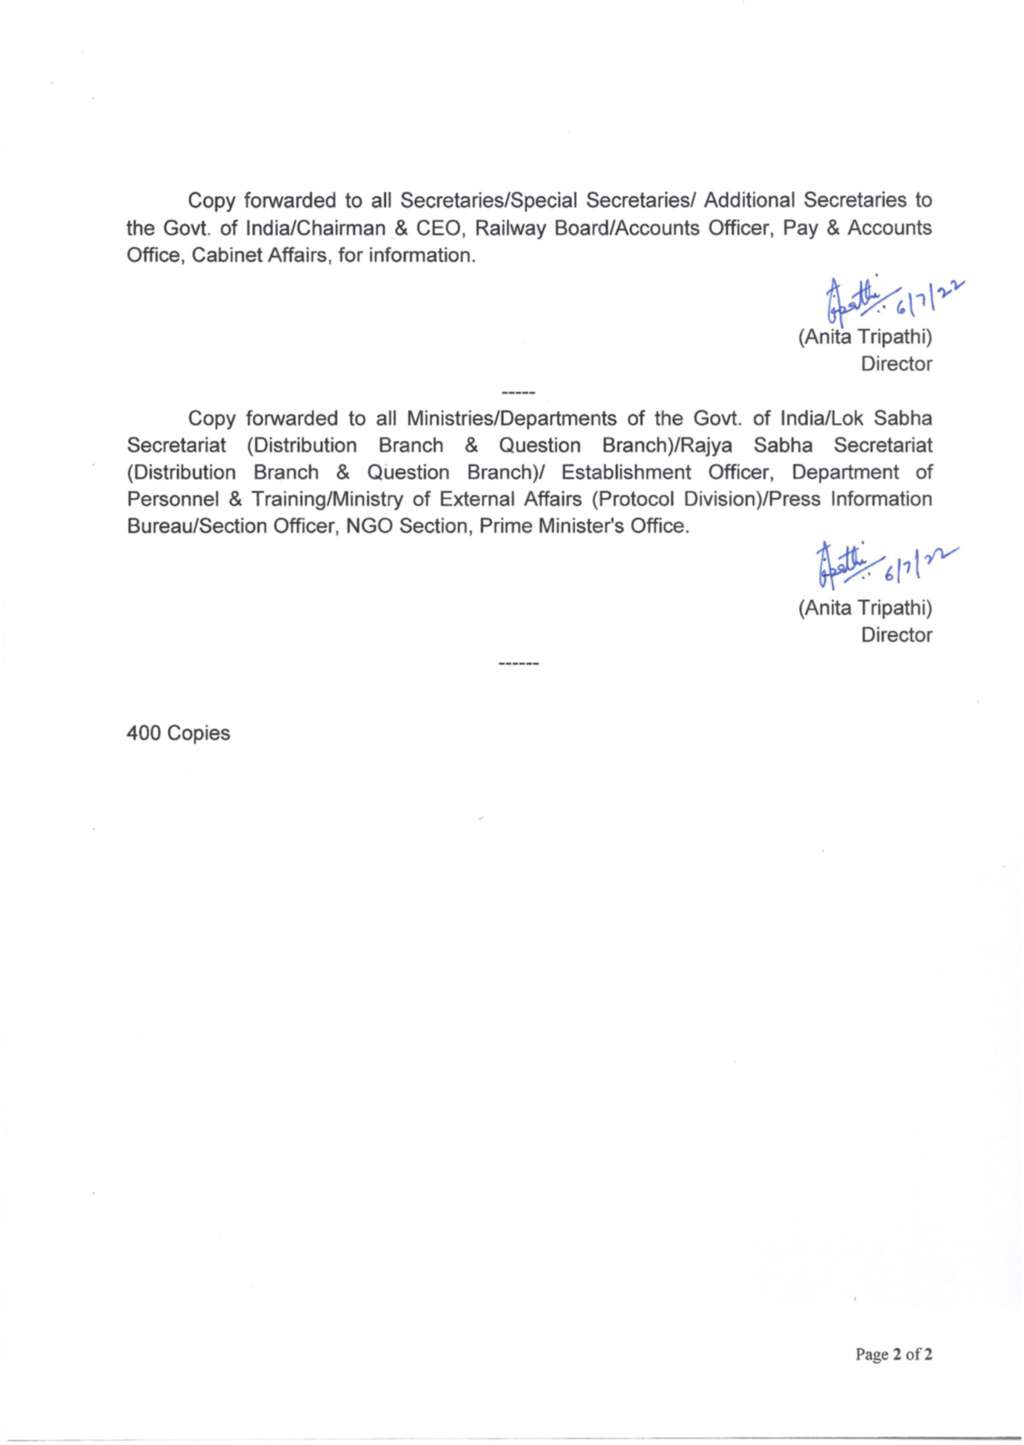 Copy forwarded to all Secretaries/Special Secretaries/ Additional Secretaries to
the Govt. of India/Chairman & CEO, Railway Board/Accounts Officer, Pay & Accounts
Office, Cabinet Affairs, for information.
6/7/22
(Anita Tripathi)
Director
-----
Copy forwarded to all Ministries/Departments of the Govt. of India/Lok Sabha
Secretariat (Distribution Branch & Question Branch)/Rajya Sabha Secretariat
(Distribution Branch & Question Branch)/ Establishment Officer, Department of
Personnel & Training/Ministry of External Affairs (Protocol Division)/Press Information
Bureau/Section Officer, NGO Section, Prime Minister's Office.
6/7/22
(Anita Tripathi)
Director
------
400 Copies
Page 2 of 2